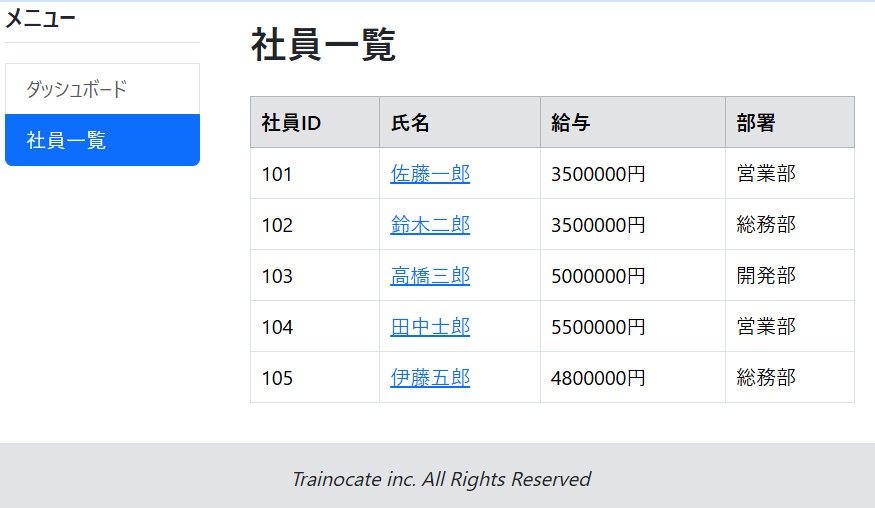 メニュー
ダッシュボード
社員一覧
社員一覧
社員ID 氏名 給与 部署
101 佐藤一郎 3500000円 営業部
102 鈴木二郎 3500000円 総務部
103 高橋三郎 5000000円 開発部
104 田中士郎 5500000円 営業部
105 伊藤五郎 4800000円 総務部
Trainocate inc. All Rights Reserved